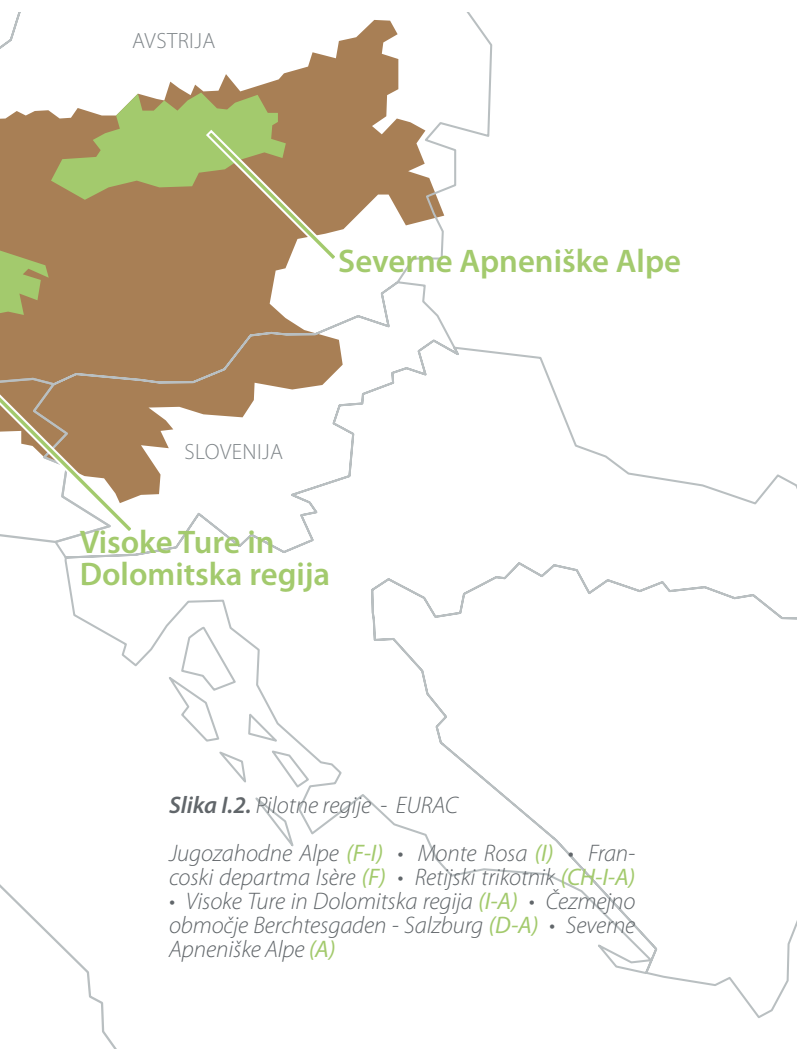 AVSTRIJA
Severne Apneniške Alpe
SLOVENIJA
Visoke Ture in
Dolomitska regija
Slika I.2. Pilotne regije - EURAC
Jugozahodne Alpe (F-I) • Monte Rosa (I) • Fran-
coski departma Isère (F) • Retijski trikotnik (CH-I-A)
• Visoke Ture in Dolomitska regija (I-A) • Čezmejno
območje Berchtesgaden - Salzburg (D-A) • Severne
Apneniške Alpe (A)